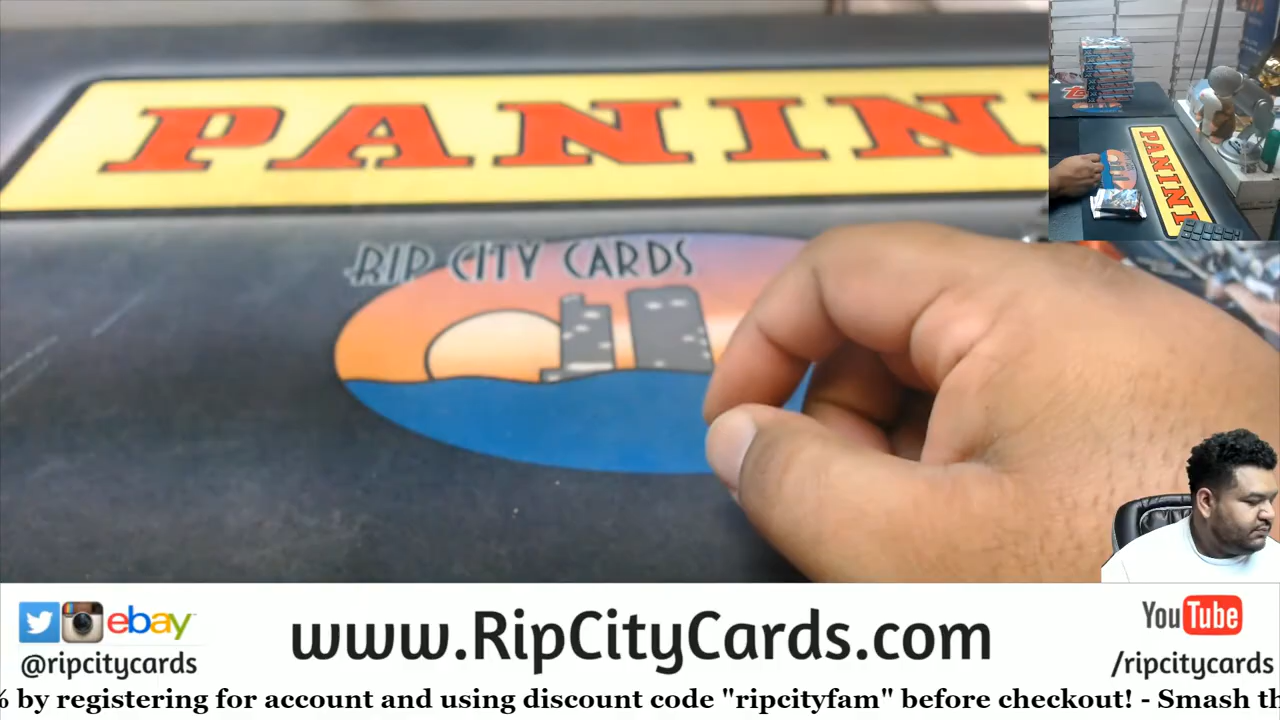 PANINI
PANINI
RIP CITY CARDS
ebay
www.RipCityCards.com
YouTube
@ripcitycards
/ripcitycards
% by registering for account and using discount code "ripcityfam" before checkout! - Smash th